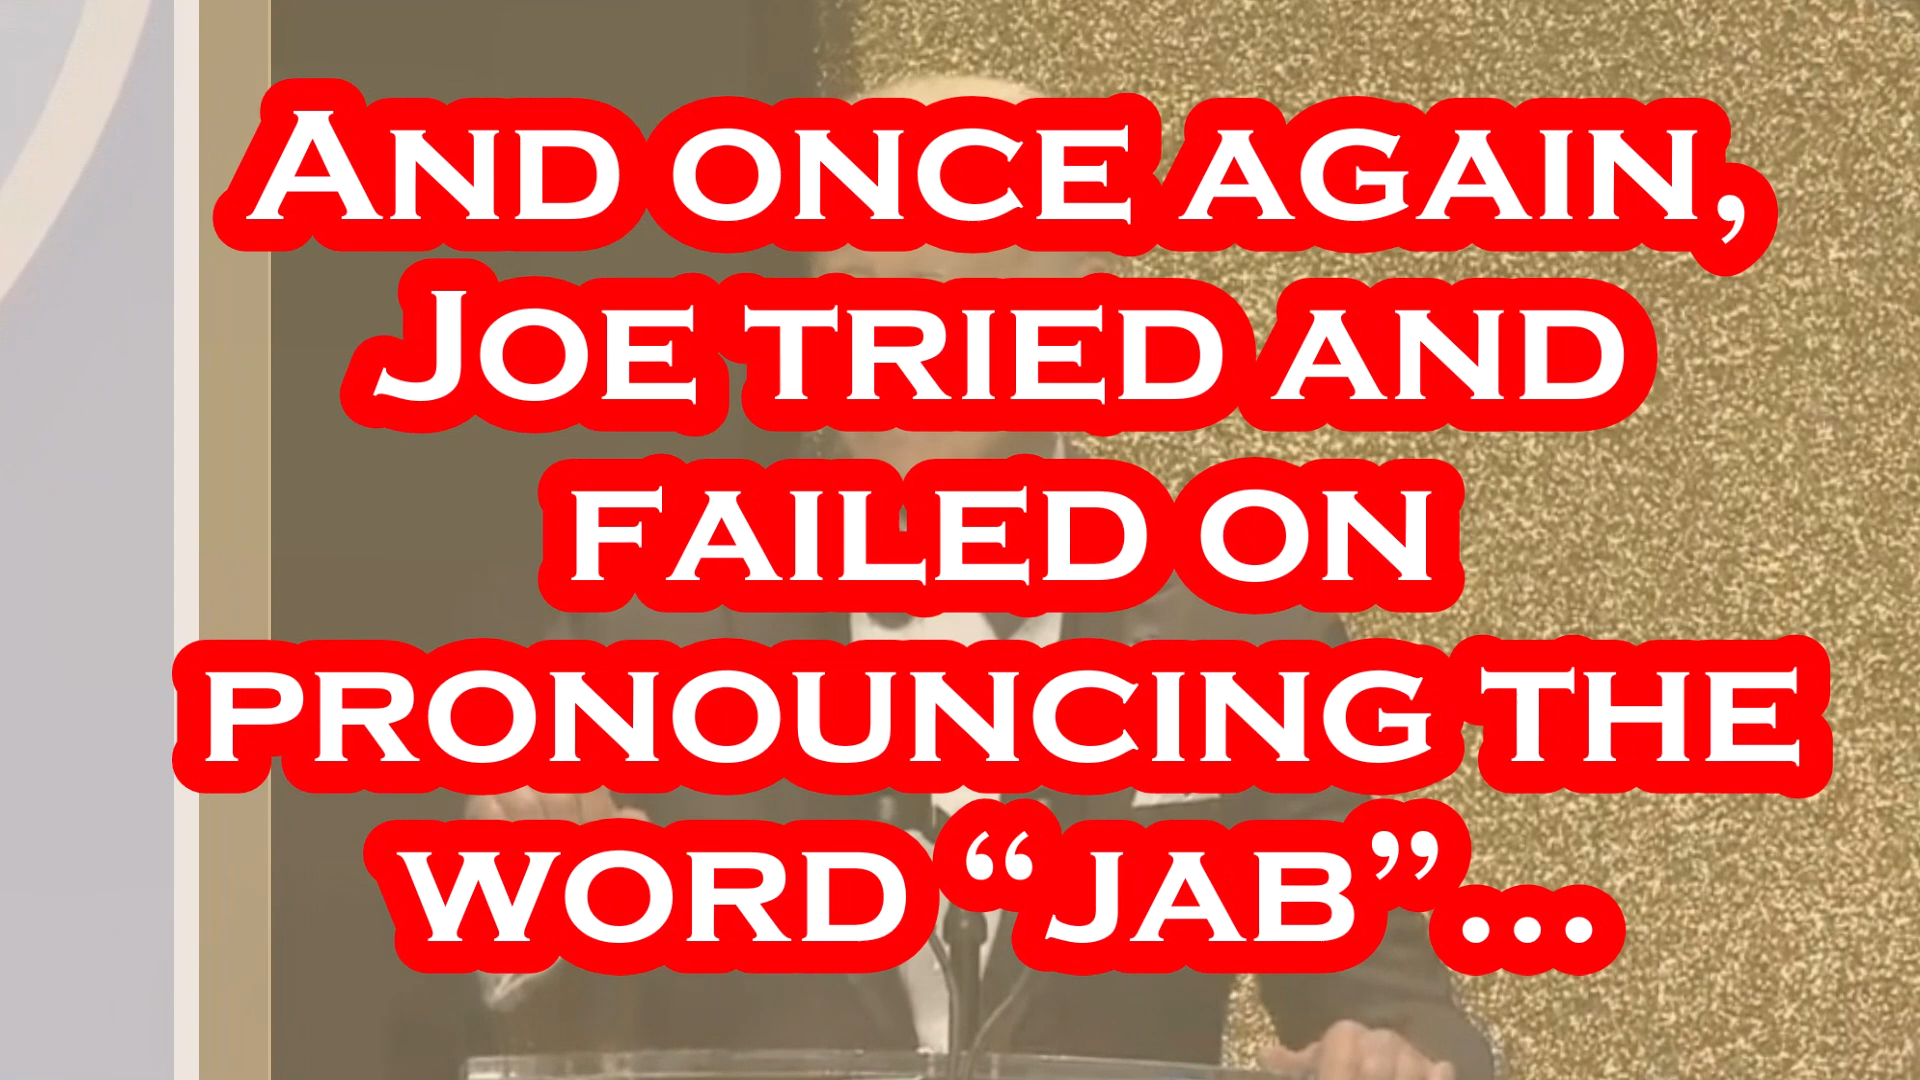 And once again,
Joe tried and
failed on
pronouncing the
word “jab”...